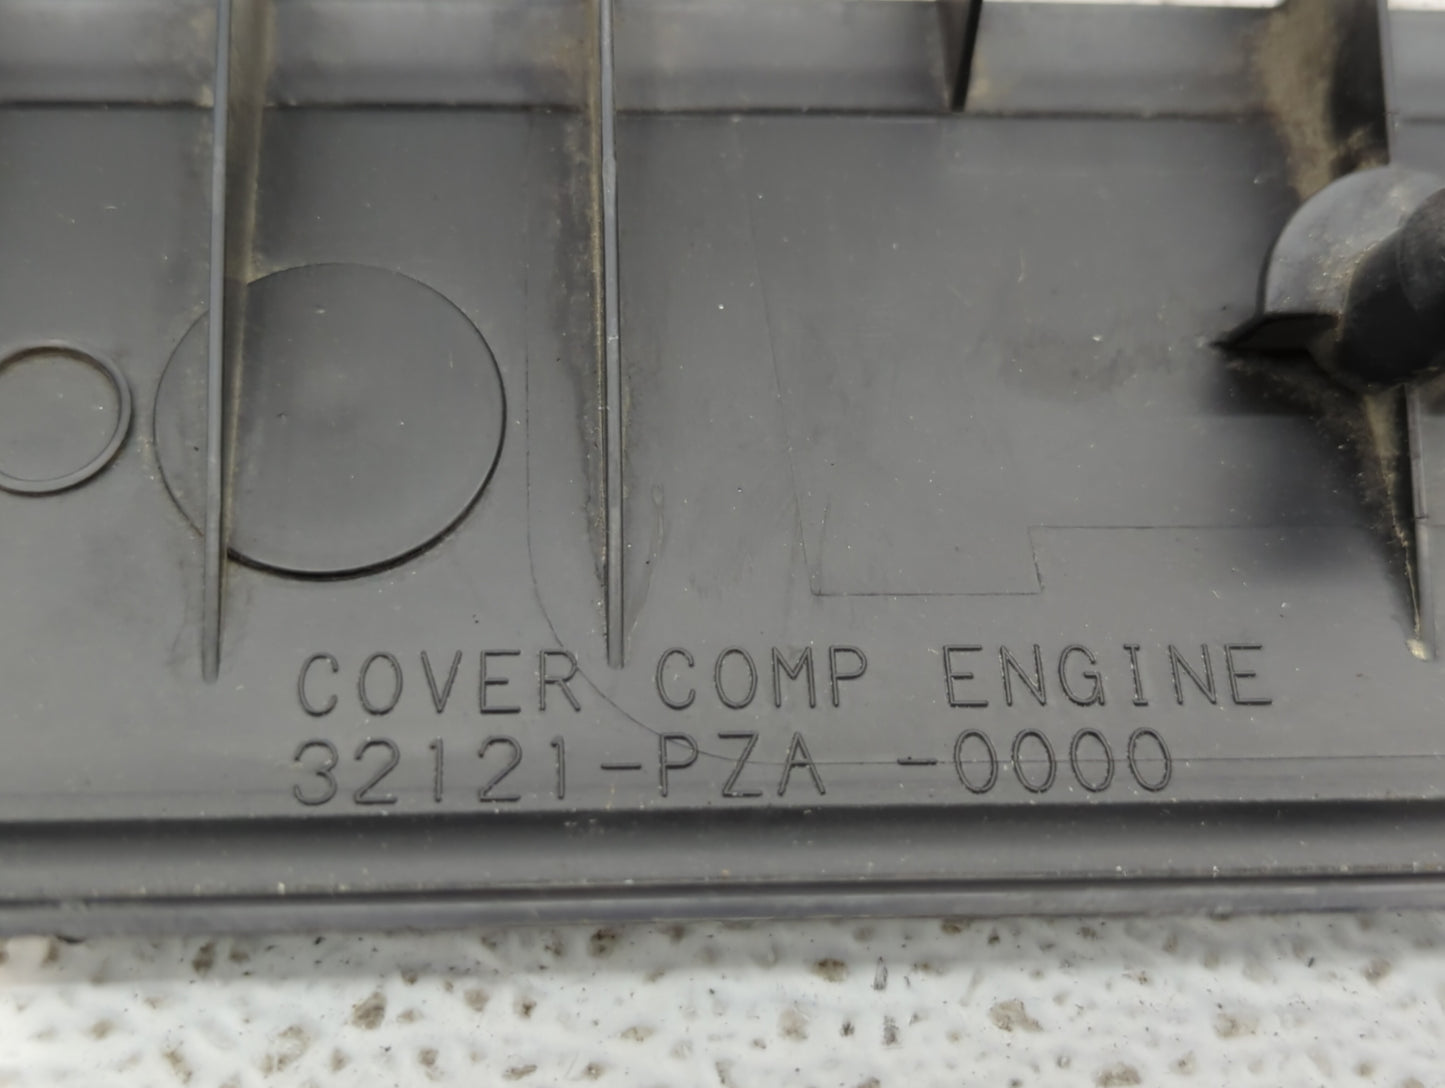 COVER COMP ENGINE
32121-PZA -0000